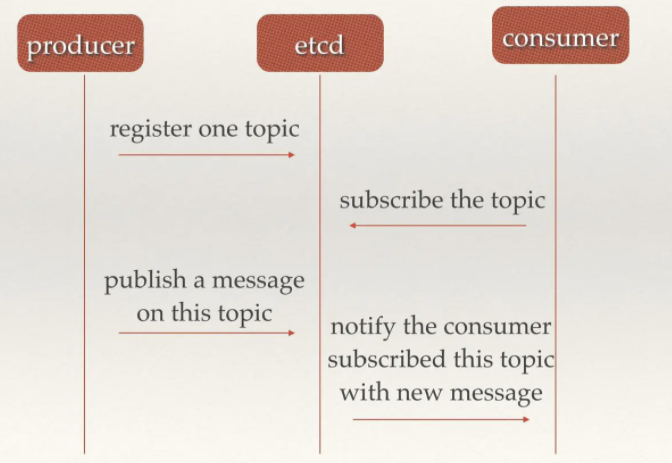 producer
etcd
consumer
register one topic
subscribe the topic
publish a message
on this topic
notify the consumer
subscribed this topic
with new message